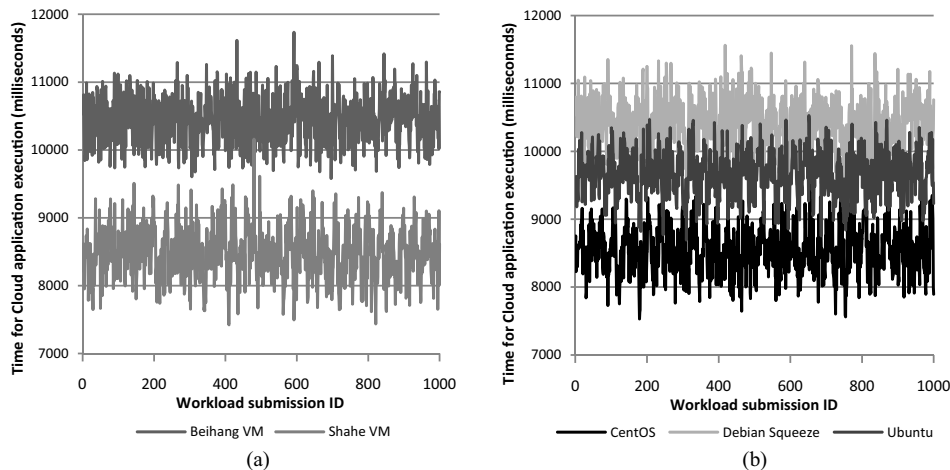 Time for Cloud application execution (milliseconds)
12000
11000
10000
9000
8000
7000
0
200
400
600
800
1000
Workload submission ID
Beihang VM
Shahe VM
(a)
Time for Cloud application execution (milliseconds)
12000
11000
10000
9000
8000
7000
0
200
400
600
800
1000
Workload submission ID
CentOS
Debian Squeeze
Ubuntu
(b)